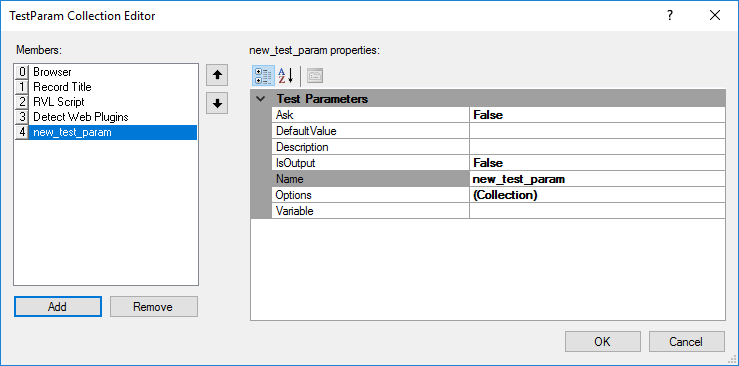 TestParam Collection Editor
?
Members:
0 Browser
1 Record Title
2 RVL Script
3 Detect Web Plugins
4 new_test_param
Add
Remove
new_test_param properties:
A
Z
Test Parameters
Ask False
DefaultValue
Description
IsOutput False
Name new_test_param
Options (Collection)
Variable
OK
Cancel